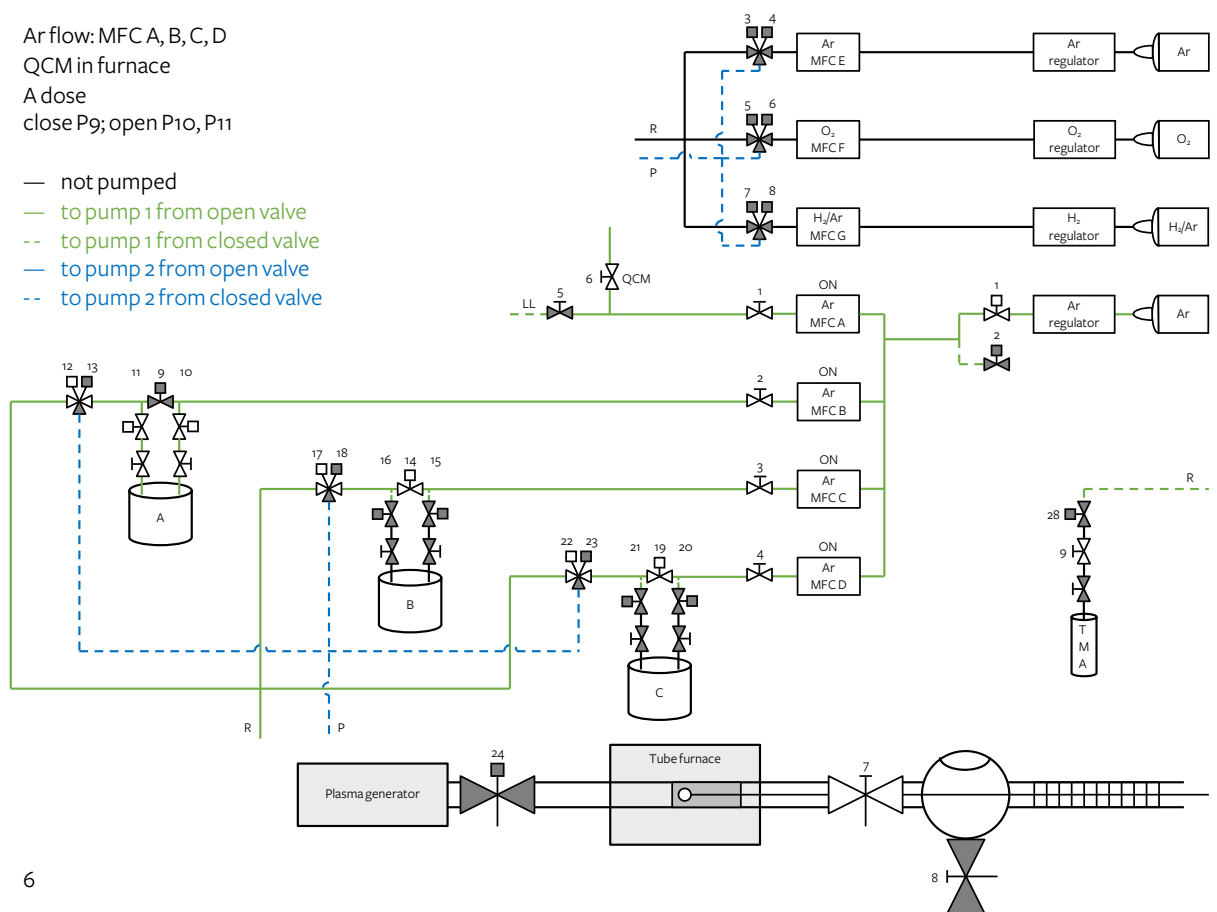 Ar flow: MFC A, B, C, D
QCM in furnace
A dose
close P9; open P10, P11
— not pumped
— to pump 1 from open valve
-- to pump 1 from closed valve
— to pump 2 from open valve
-- to pump 2 from closed valve
3 4
Ar
MFC E
Ar
regulator
Ar
5 6
R
P
O₂
MFC F
O₂
regulator
O₂
7 8
H₂/Ar
MFC G
H₂
regulator
H₂/Ar
6 QCM
LL 5
1
ON
Ar
MFC A
1
Ar
regulator
Ar
2
12 13 11 9 10
2
ON
Ar
MFC B
A
17 18 16 14 15
3
ON
Ar
MFC C
B
22 23 21 19 20
4
ON
Ar
MFC D
C
R
28
9
T
M
A
R P
Plasma generator
24
Tube furnace
7
8
6